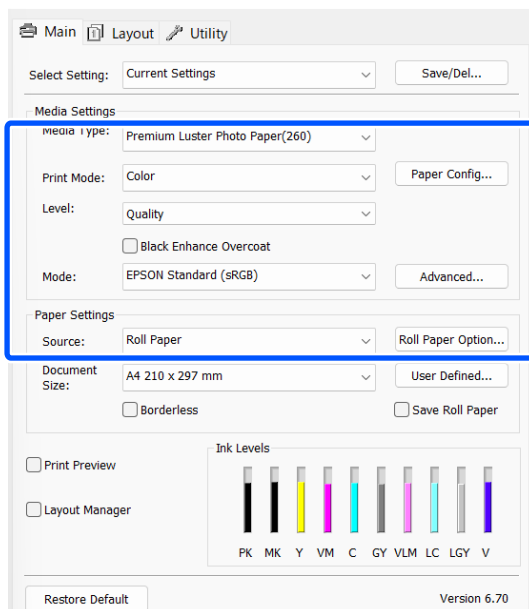 Main Layout Utility
Select Setting: Current Settings Save/Del...
Media Settings
Media Type: Premium Luster Photo Paper(260)
Print Mode: Color Paper Config...
Level: Quality
Black Enhance Overcoat
Mode: EPSON Standard (sRGB) Advanced...
Paper Settings
Source: Roll Paper Roll Paper Option...
Document Size: A4 210 x 297 mm User Defined...
Borderless Save Roll Paper
Print Preview
Layout Manager
Ink Levels
PK MK Y VM C GY VLM LC LGY V
Restore Default Version 6.70